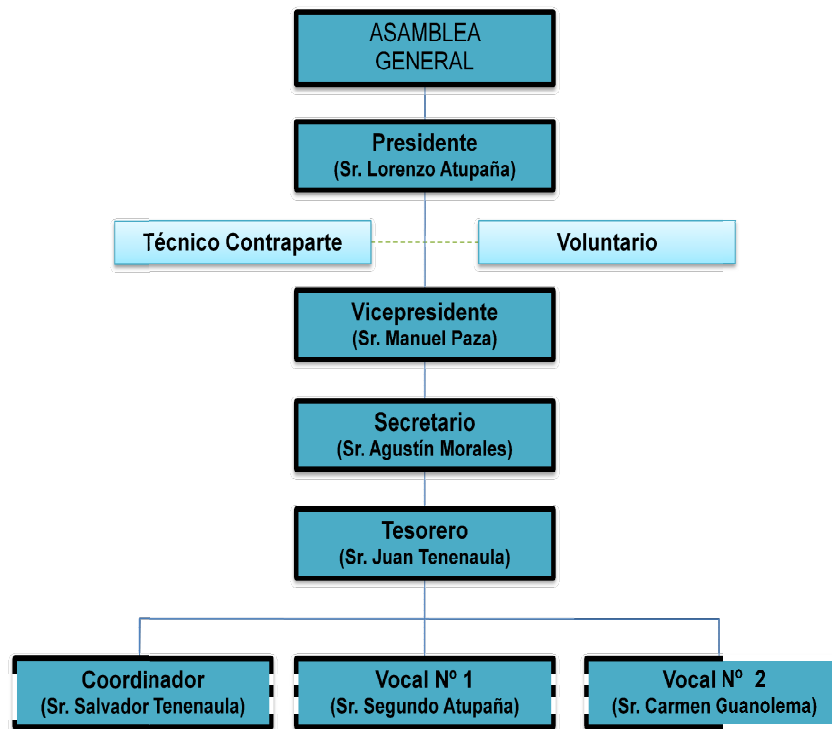 ASAMBLEA
GENERAL
Presidente
(Sr. Lorenzo Atupaña)
Técnico Contraparte
Voluntario
Vicepresidente
(Sr. Manuel Paza)
Secretario
(Sr. Agustín Morales)
Tesorero
(Sr. Juan Tenenaula)
Coordinador
(Sr. Salvador Tenenaula)
Vocal Nº 1
(Sr. Segundo Atupaña)
Vocal Nº 2
(Sr. Carmen Guanolema)